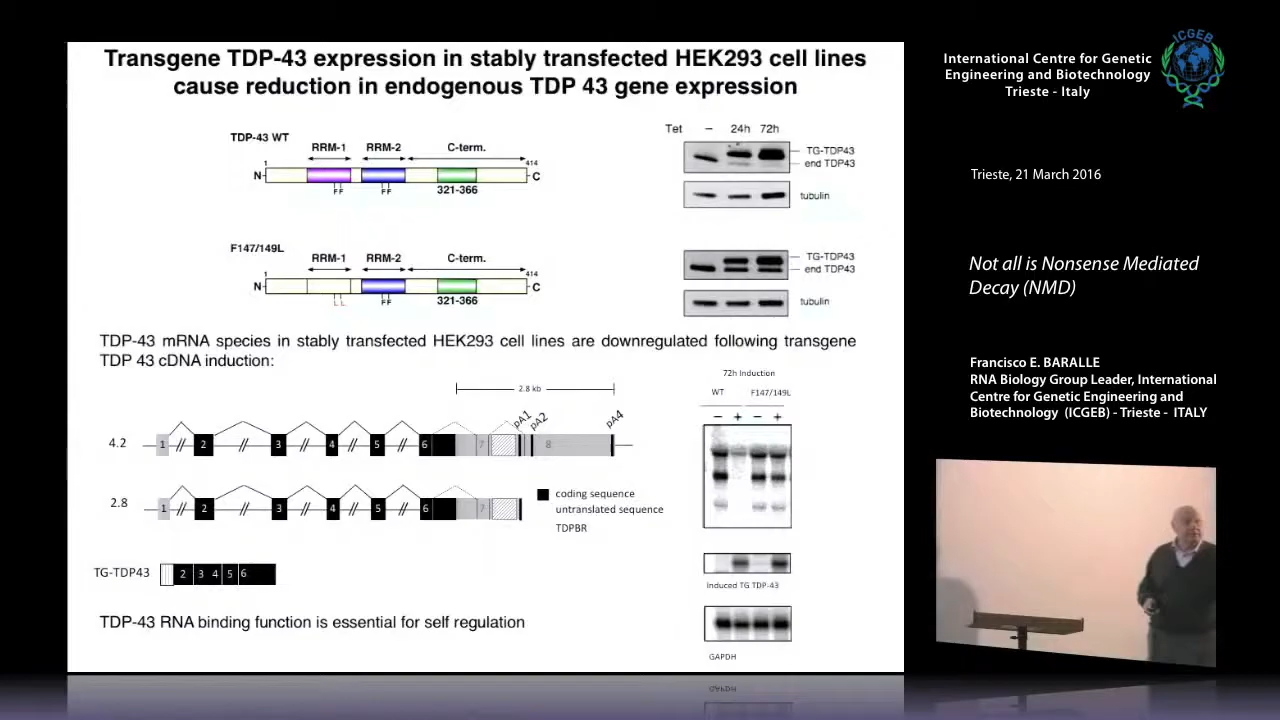 Transgene TDP-43 expression in stably transfected HEK293 cell lines
cause reduction in endogenous TDP 43 gene expression
TDP-43 WT
RRM-1 RRM-2 C-term.
1 414
N C
F F F F 321-366
Tet – 24h 72h
TG-TDP43
end TDP43
tubulin
F147/149L
RRM-1 RRM-2 C-term.
1 414
N C
L L F F 321-366
TG-TDP43
end TDP43
tubulin
TDP-43 mRNA species in stably transfected HEK293 cell lines are downregulated following transgene
TDP 43 cDNA induction:
2.8 kb
pA1 pA2 pA4
4.2 1 // 2 // 3 // 4 // 5 // 6 7 8
2.8 1 // 2 // 3 // 4 // 5 // 6 7
coding sequence
untranslated sequence
TDPBR
TG-TDP43 2 3 4 5 6
TDP-43 RNA binding function is essential for self regulation
72h Induction
WT F147/149L
– + – +
Induced TG TDP-43
GAPDH
ICGEB
International Centre for Genetic
Engineering and Biotechnology
Trieste - Italy
Trieste, 21 March 2016
Not all is Nonsense Mediated
Decay (NMD)
Francisco E. BARALLE
RNA Biology Group Leader, International
Centre for Genetic Engineering and
Biotechnology (ICGEB) - Trieste - ITALY